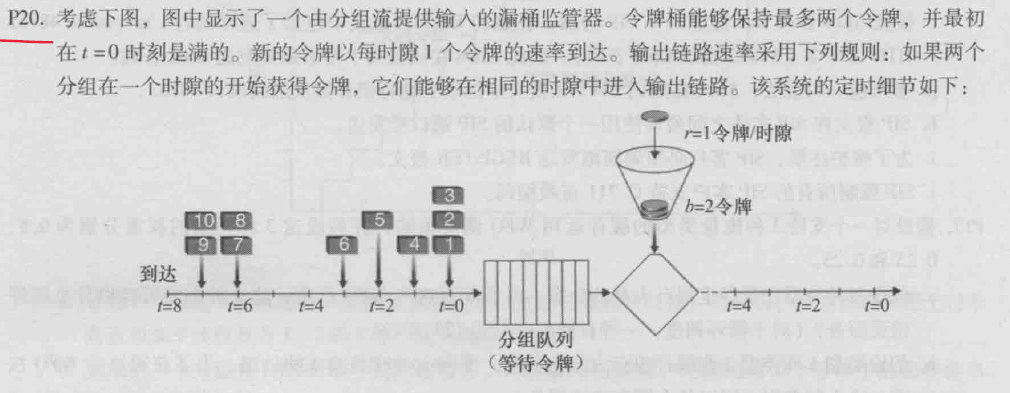 P20. 考虑下图，图中显示了一个由分组流提供输入的漏桶监管器。令牌桶能够保持最多两个令牌，并最初
在 t=0 时刻是满的。新的令牌以每时隙 1 个令牌的速率到达。输出链路速率采用下列规则：如果两个
分组在一个时隙的开始获得令牌，它们能够在相同的时隙中进入输出链路。该系统的定时细节如下：
r=1令牌/时隙
b=2令牌
3
10 8 5 2
9 7 6 4 1
到达
t=8 t=6 t=4 t=2 t=0
t=4 t=2 t=0
分组队列
（等待令牌）